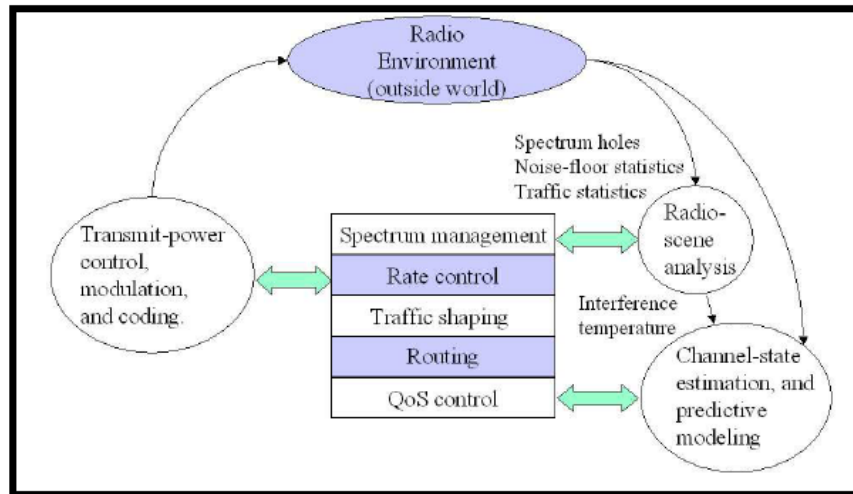 Radio
Environment
(outside world)
Spectrum holes
Noise-floor statistics
Traffic statistics
Transmit-power
control,
modulation,
and coding.
Spectrum management
Rate control
Traffic shaping
Routing
QoS control
Radio-
scene
analysis
Interference
temperature
Channel-state
estimation, and
predictive
modeling